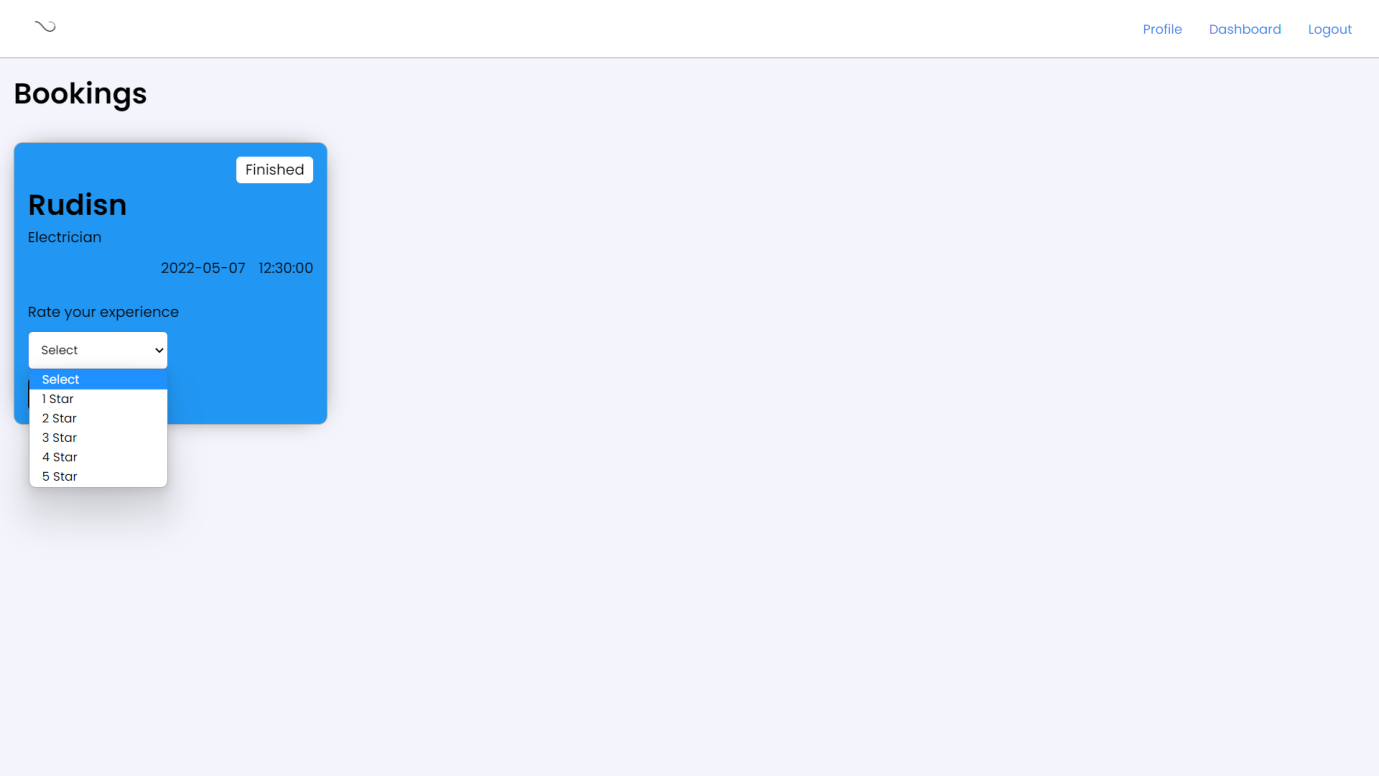 Profile Dashboard Logout
Bookings
Finished
Rudisn
Electrician
2022-05-07 12:30:00
Rate your experience
Select
Select
1 Star
2 Star
3 Star
4 Star
5 Star